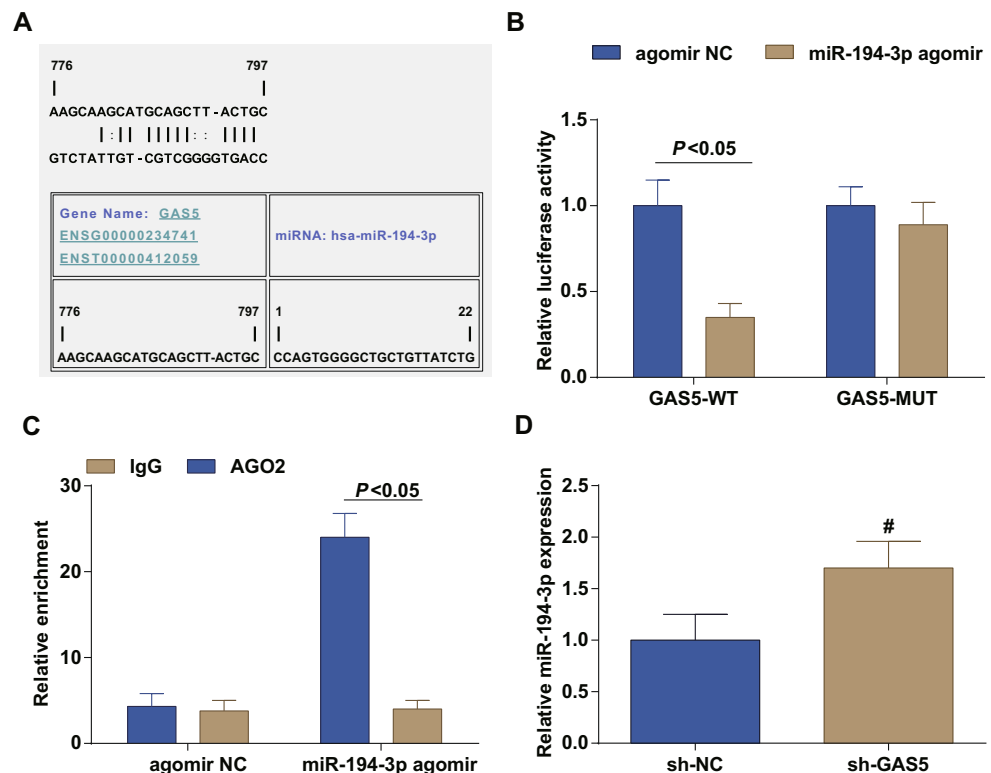 A
776 797
AAGCAAGCATGCAGCTT-ACTGC
GTCTATTGT-CGTCGGGGTGACC
Gene Name: GAS5
ENSG00000234741
ENST00000412059
miRNA: hsa-miR-194-3p
776 797
AAGCAAGCATGCAGCTT-ACTGC
1 22
CCAGTGGGGCTGCTGTTATCTG
B
agomir NC miR-194-3p agomir
Relative luciferase activity
1.5
1.0
0.5
0.0
P<0.05
GAS5-WT GAS5-MUT
C
IgG AGO2
Relative enrichment
30
20
10
0
P<0.05
agomir NC miR-194-3p agomir
D
Relative miR-194-3p expression
2.5
2.0
1.5
1.0
0.5
0.0
#
sh-NC sh-GAS5